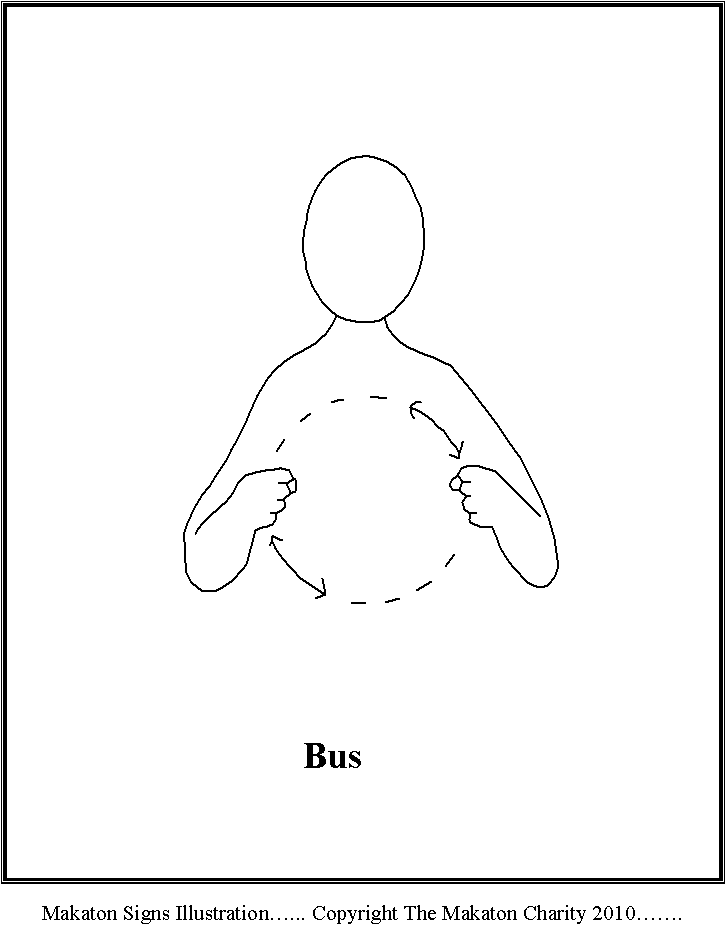 Bus
Makaton Signs Illustration…... Copyright The Makaton Charity 2010…….